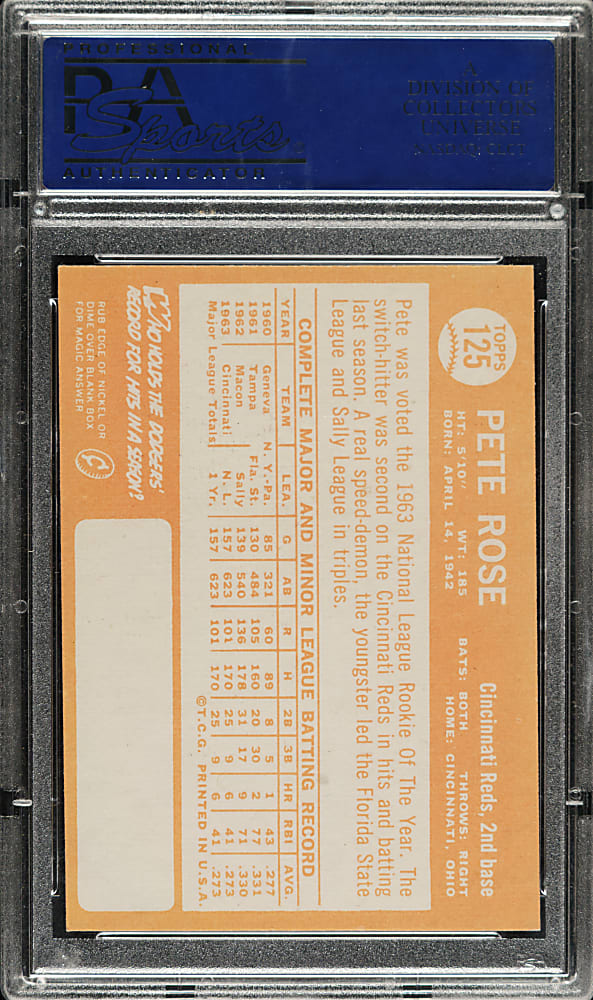 PROFESSIONAL
PSA
Sports
AUTHENTICATOR
A
DIVISION OF
COLLECTORS
UNIVERSE
NASDAQ: CLCT
TOPPS
125
PETE ROSE
Cincinnati Reds, 2nd base
HT: 5'10" WT: 185 BATS: BOTH THROWS: RIGHT
BORN: APRIL 14, 1942 HOME: CINCINNATI, OHIO
Pete was voted the 1963 National League Rookie Of The Year. The
switch-hitter was second on the Cincinnati Reds in hits and batting
last season. A real speed-demon, the youngster led the Florida State
League and Sally League in triples.
COMPLETE MAJOR AND MINOR LEAGUE BATTING RECORD
YEAR TEAM LEA. G AB R H 2B 3B HR RBI AVG.
1960 Geneva N.Y.-Pa. 85 321 60 89 8 5 1 43 .277
1961 Tampa Fla. St. 130 484 105 160 20 30 2 77 .331
1962 Macon Sally 139 540 136 178 31 17 9 71 .330
1963 Cincinnati N. L. 157 623 101 170 25 9 6 41 .273
Major League Totals 1 Yr. 157 623 101 170 25 9 6 41 .273
©T.C.G. PRINTED IN U.S.A.
WHO HOLDS THE DODGERS'
RECORD FOR HITS IN A SEASON?
RUB EDGE OF NICKEL OR
DIME OVER BLANK BOX
FOR MAGIC ANSWER